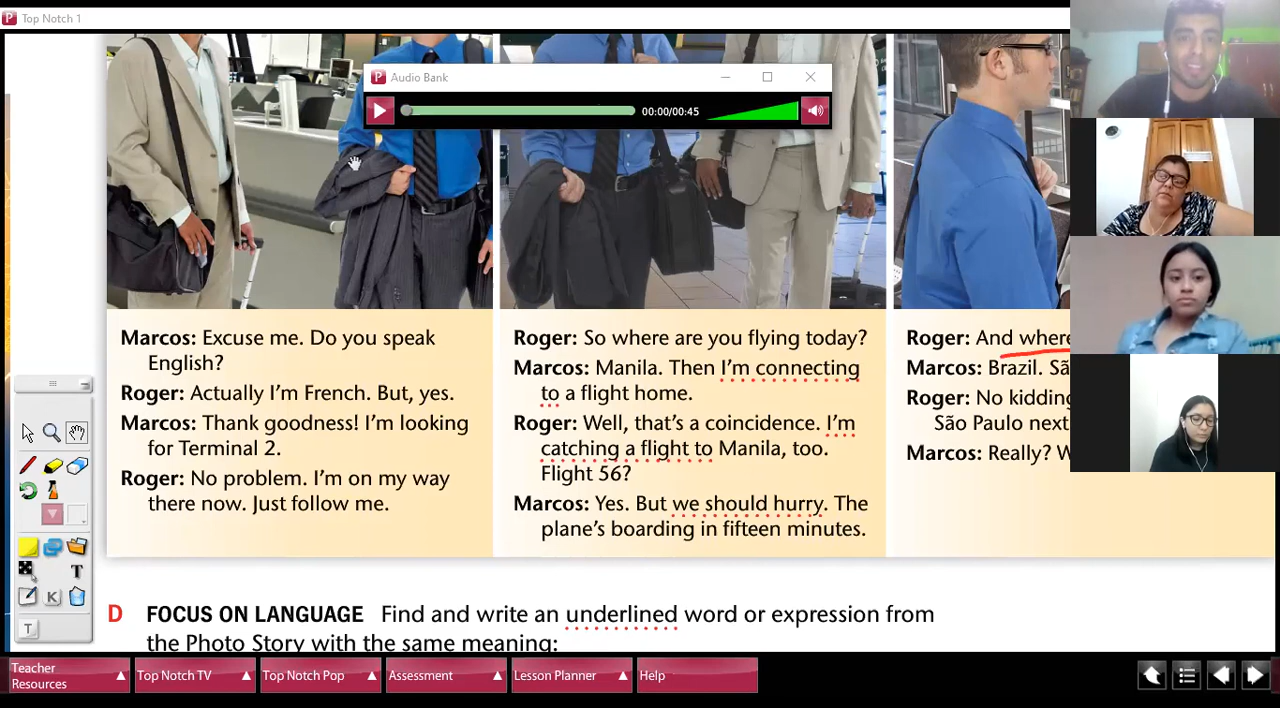 Top Notch 1
Audio Bank
00:00/00:45
Marcos: Excuse me. Do you speak
English?
Roger: Actually I'm French. But, yes.
Marcos: Thank goodness! I'm looking
for Terminal 2.
Roger: No problem. I'm on my way
there now. Just follow me.
Roger: So where are you flying today?
Marcos: Manila. Then I'm connecting
to a flight home.
Roger: Well, that's a coincidence. I'm
catching a flight to Manila, too.
Flight 56?
Marcos: Yes. But we should hurry. The
plane's boarding in fifteen minutes.
Roger: And where
Marcos: Brazil.
Roger: No kidding
São Paulo next
Marcos: Really?
D FOCUS ON LANGUAGE Find and write an underlined word or expression from
the Photo Story with the same meaning:
Teacher
Resources
Top Notch TV
Top Notch Pop
Assessment
Lesson Planner
Help